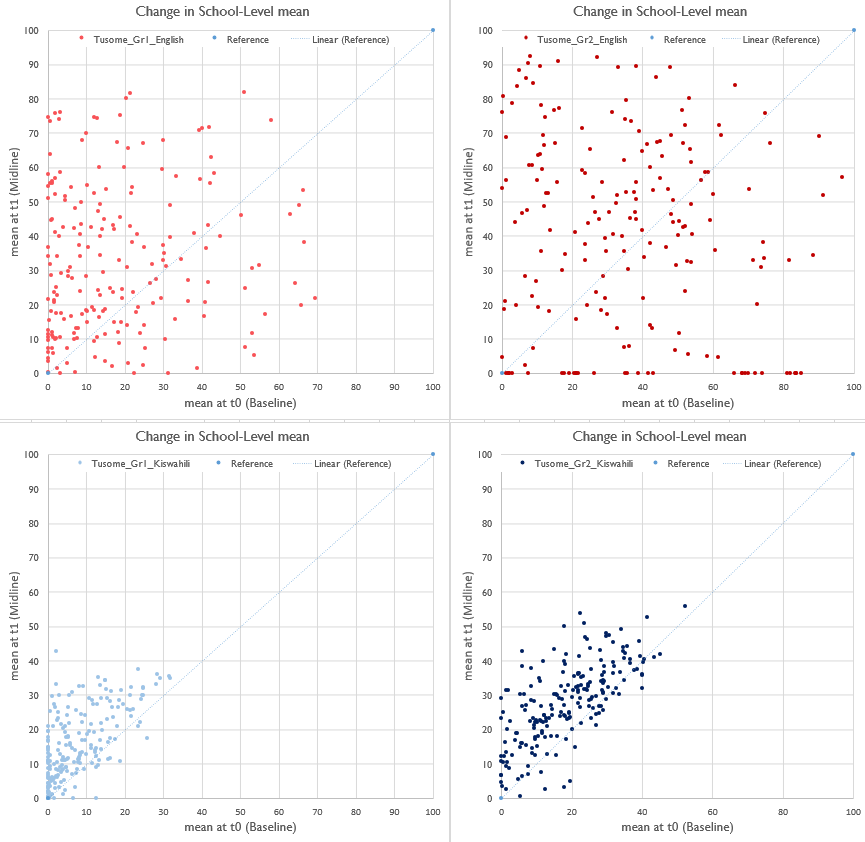 Change in School-Level mean
Tusome_Gr1_English Reference Linear (Reference)
100
90
80
70
60
50
40
30
20
10
0
mean at t1 (Midline)
0 10 20 30 40 50 60 70 80 90 100
mean at t0 (Baseline)
Change in School-Level mean
Tusome_Gr2_English Reference Linear (Reference)
100
90
80
70
60
50
40
30
20
10
0
mean at t1 (Midline)
0 20 40 60 80 100
mean at t0 (Baseline)
Change in School-Level mean
Tusome_Gr1_Kiswahili Reference Linear (Reference)
100
90
80
70
60
50
40
30
20
10
0
mean at t1 (Midline)
0 10 20 30 40 50 60 70 80 90 100
mean at t0 (Baseline)
Change in School-Level mean
Tusome_Gr2_Kiswahili Reference Linear (Reference)
100
90
80
70
60
50
40
30
20
10
0
mean at t1 (Midline)
0 20 40 60 80 100
mean at t0 (Baseline)